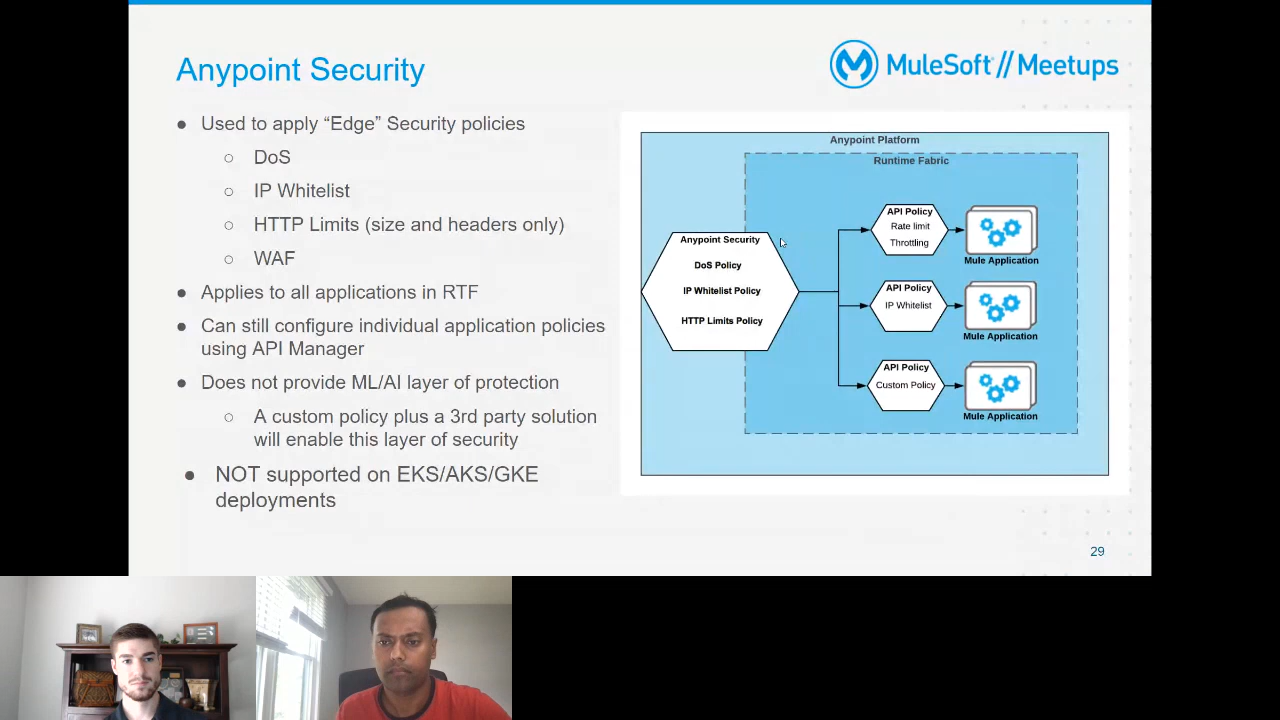 Anypoint Security
MuleSoft // Meetups
● Used to apply “Edge” Security policies
○ DoS
○ IP Whitelist
○ HTTP Limits (size and headers only)
○ WAF
● Applies to all applications in RTF
● Can still configure individual application policies
using API Manager
● Does not provide ML/AI layer of protection
○ A custom policy plus a 3rd party solution
will enable this layer of security
● NOT supported on EKS/AKS/GKE
deployments
Anypoint Platform
Runtime Fabric
Anypoint Security
DoS Policy
IP Whitelist Policy
HTTP Limits Policy
API Policy
Rate limit
Throttling
Mule Application
API Policy
IP Whitelist
Mule Application
API Policy
Custom Policy
Mule Application
29